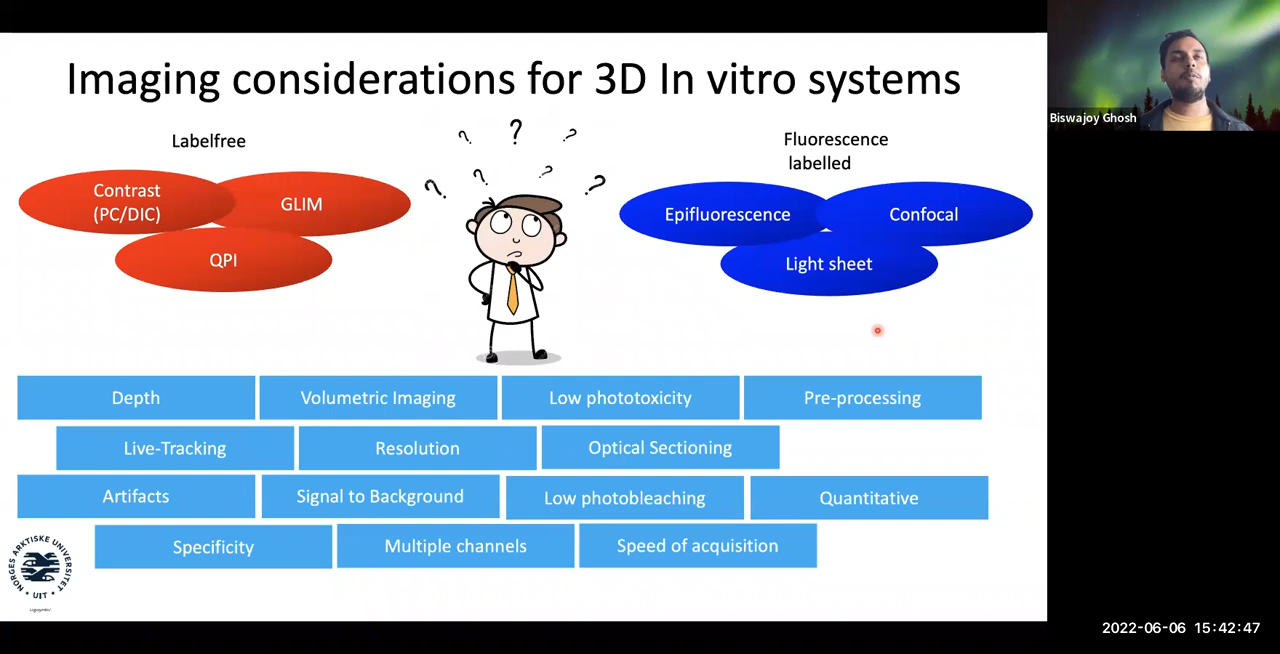 Imaging considerations for 3D In vitro systems
Labelfree
Contrast
(PC/DIC)
GLIM
QPI
? ? ? ? ? ? ?
Fluorescence
labelled
Epifluorescence
Confocal
Light sheet
Depth
Volumetric Imaging
Low phototoxicity
Pre-processing
Live-Tracking
Resolution
Optical Sectioning
Artifacts
Signal to Background
Low photobleaching
Quantitative
Specificity
Multiple channels
Speed of acquisition
NORGES ARKTISKE UNIVERSITET
UIT
Biswajoy Ghosh
2022-06-06 15:42:47